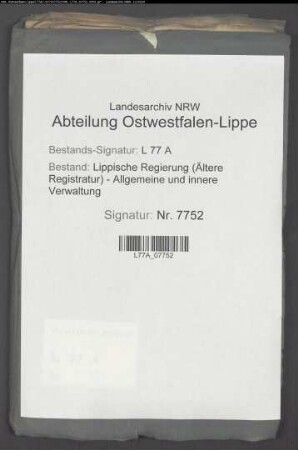 Landesarchiv NRW
Abteilung Ostwestfalen-Lippe
Bestands-Signatur: L 77 A
Bestand: Lippische Regierung (Ältere
Registratur) - Allgemeine und innere
Verwaltung
Signatur: Nr. 7752
L77A_07752